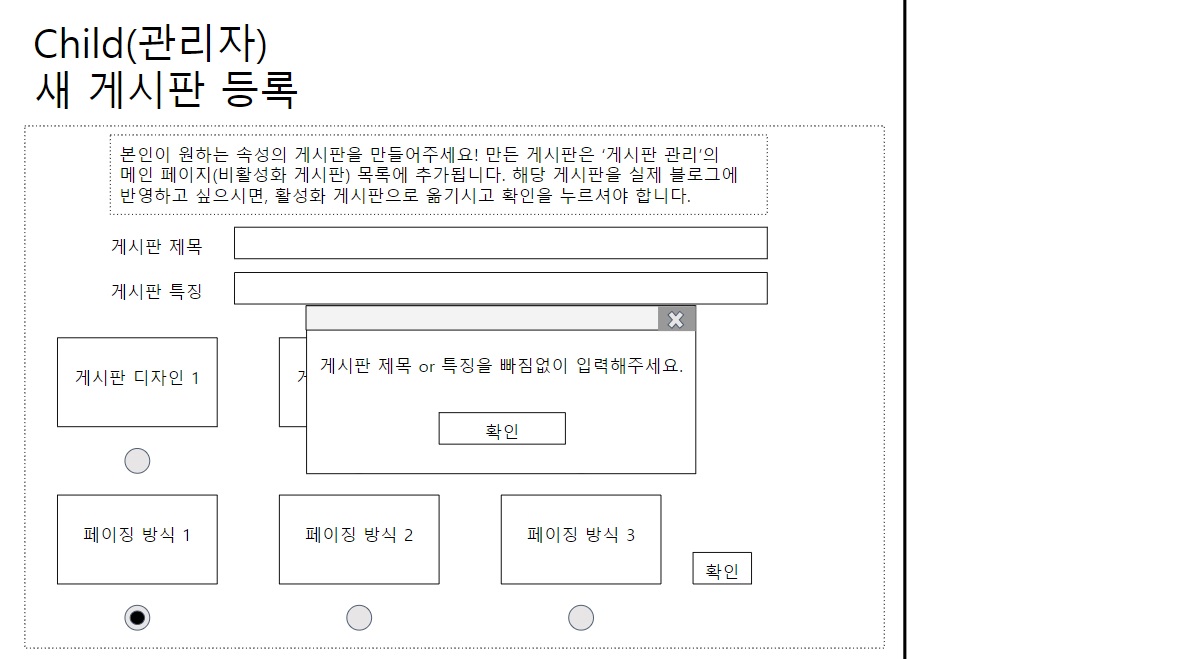 Child(관리자)
새 게시판 등록
본인이 원하는 속성의 게시판을 만들어주세요! 만든 게시판은 ‘게시판 관리’의
메인 페이지(비활성화 게시판) 목록에 추가됩니다. 해당 게시판을 실제 블로그에
반영하고 싶으시면, 활성화 게시판으로 옮기시고 확인을 누르셔야 합니다.
게시판 제목
게시판 특징
게시판 제목 or 특징을 빠짐없이 입력해주세요.
게시판 디자인 1
확인
페이징 방식 1
페이징 방식 2
페이징 방식 3
확인